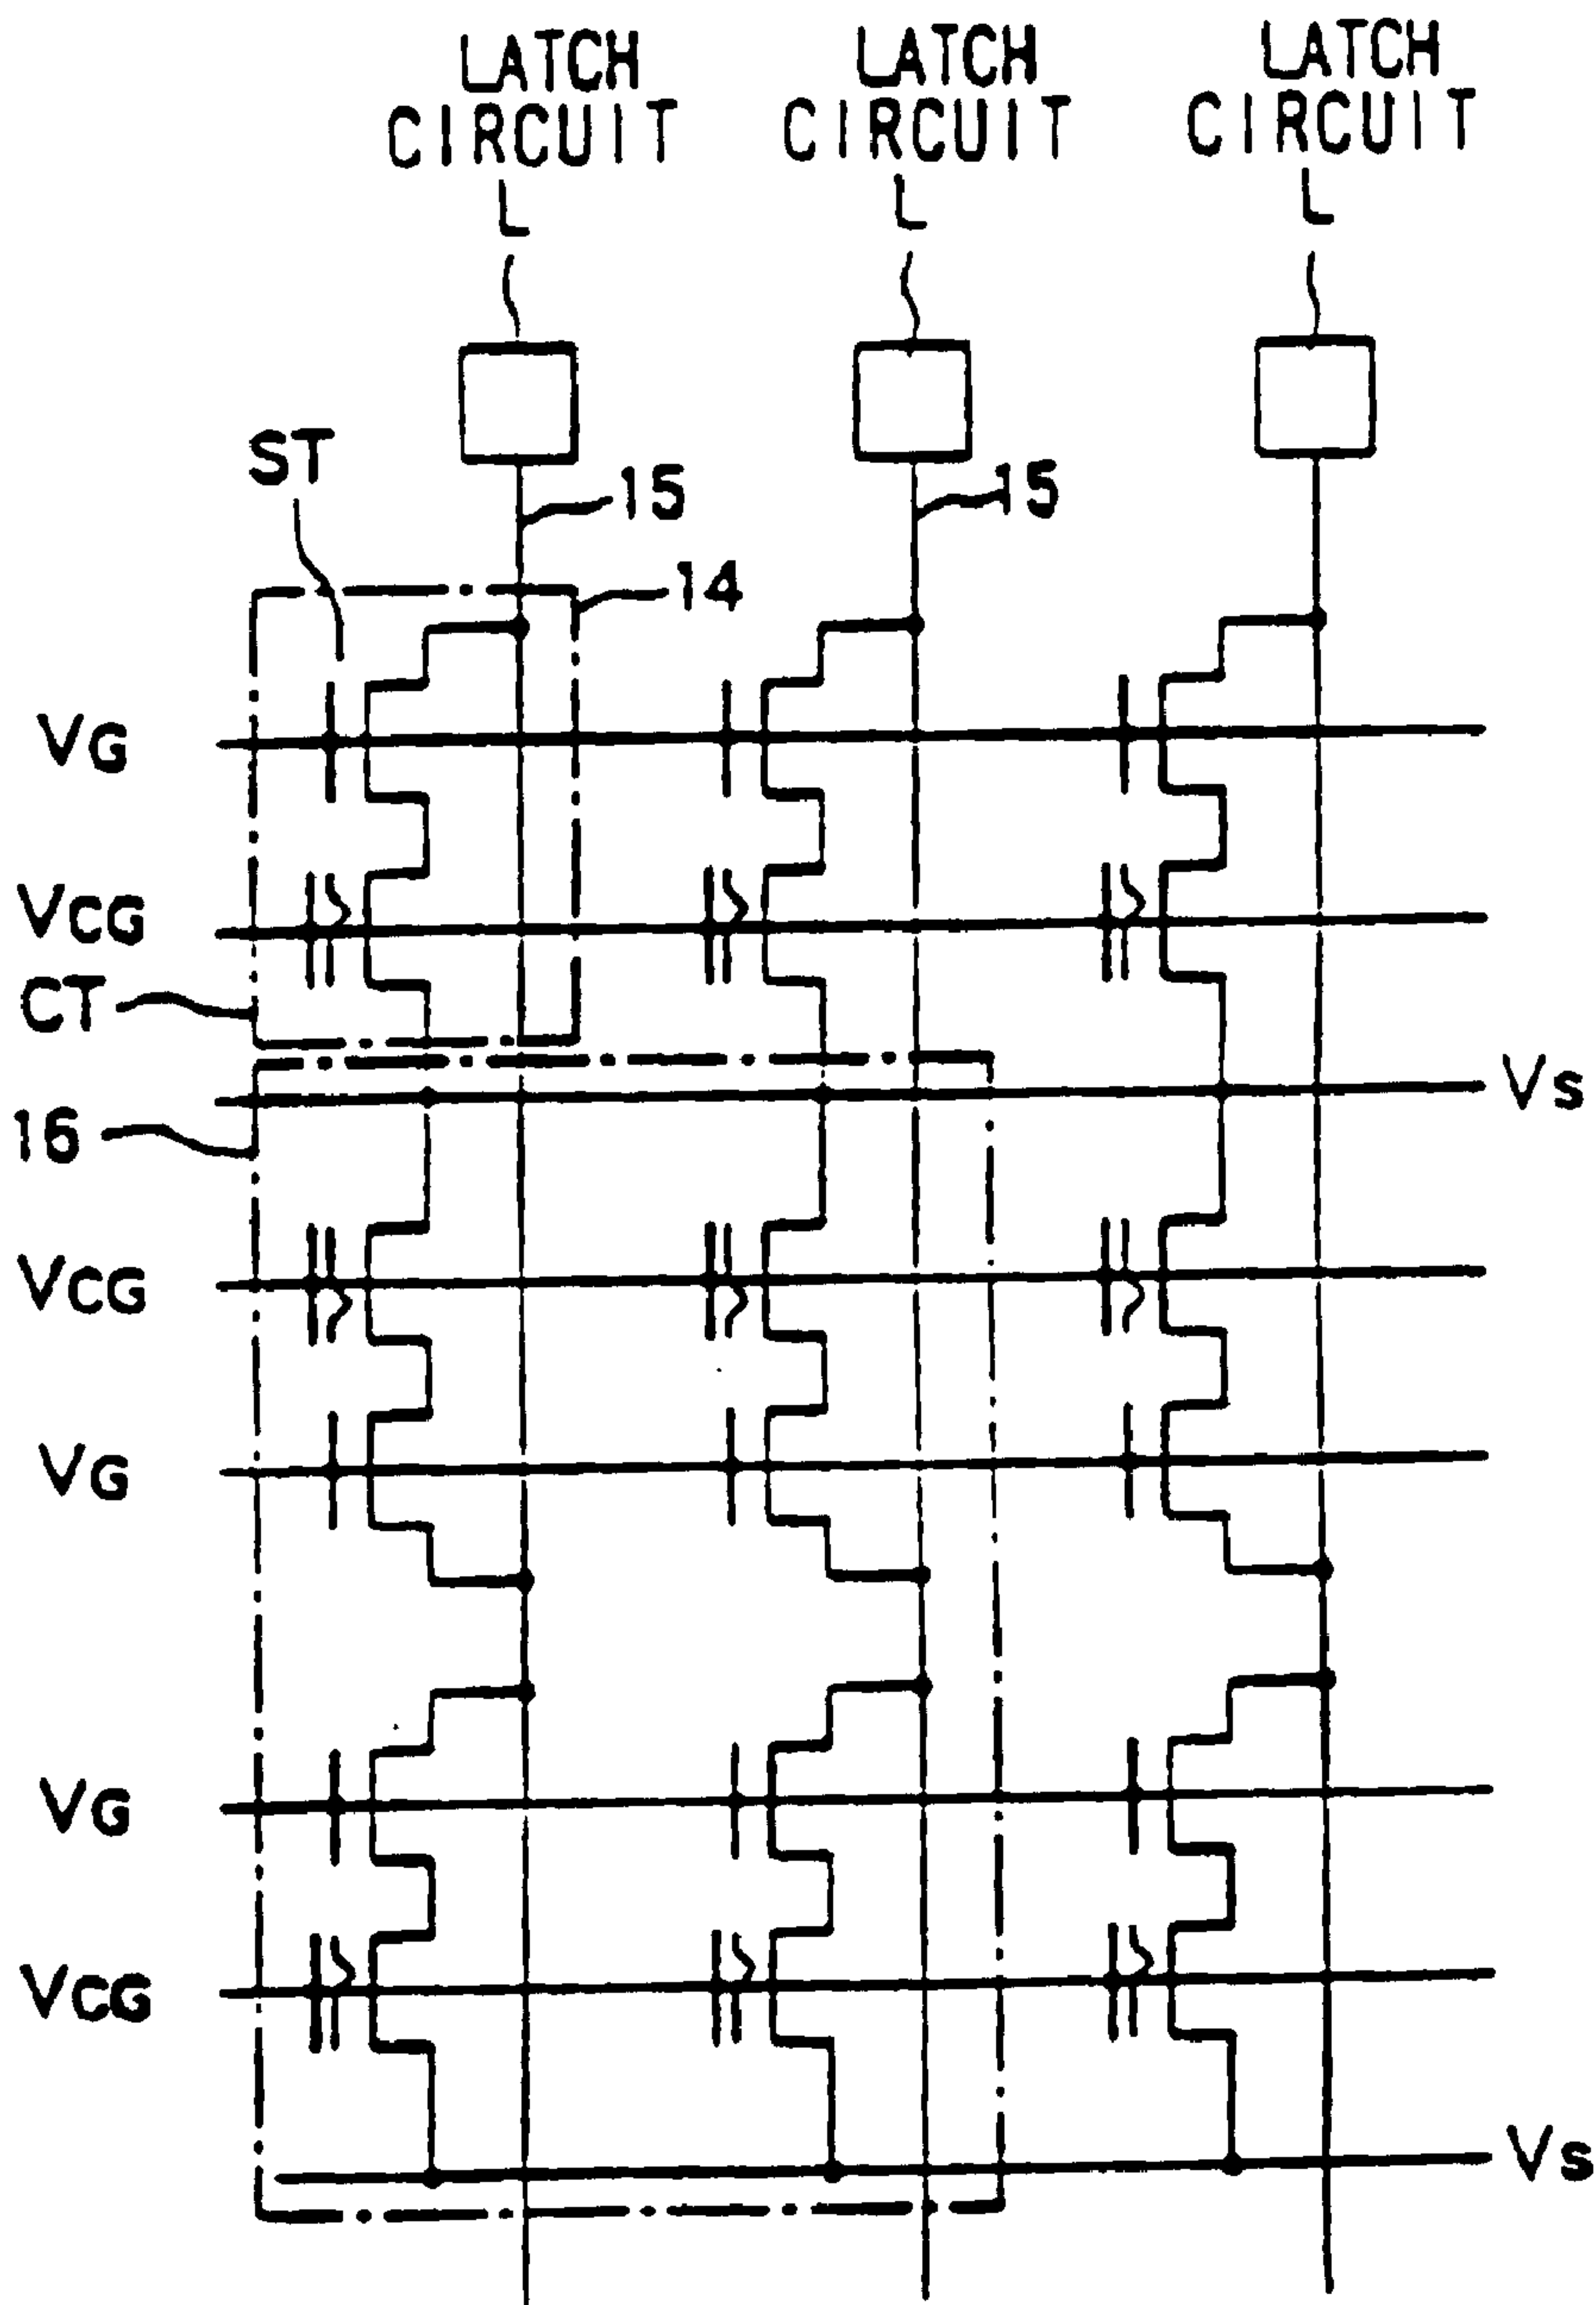 LATCH CIRCUIT L
LATCH CIRCUIT L
LATCH CIRCUIT L
ST
15
15
14
VG
VCG
CT
VS
16
VCG
VG
VG
VCG
VS